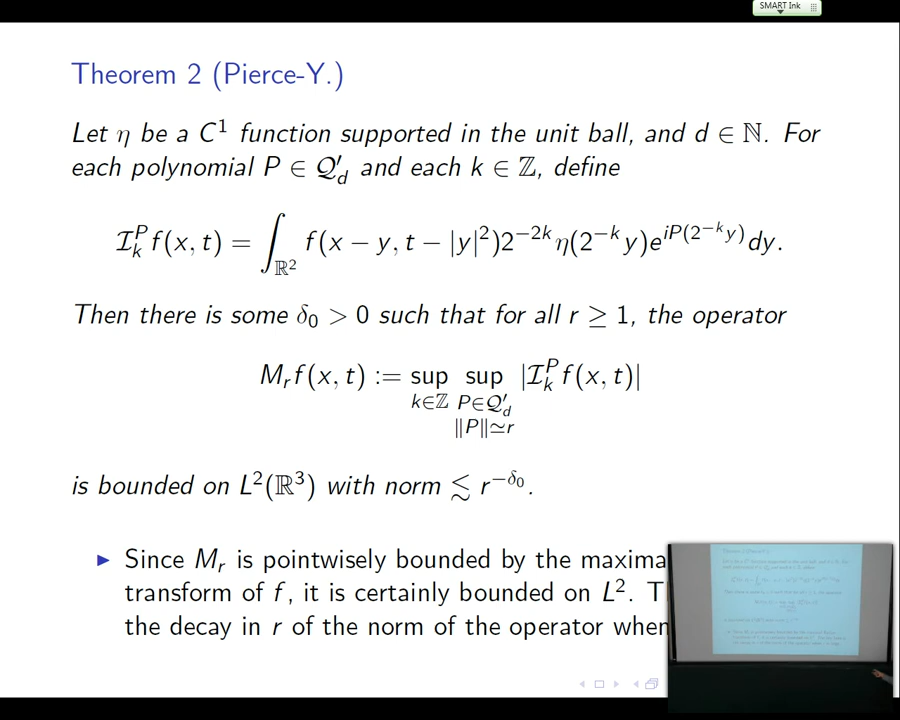 SMART Ink
Theorem 2 (Pierce-Y.)
Let η be a C¹ function supported in the unit ball, and d ∈ ℕ. For
each polynomial P ∈ 𝒬′_d and each k ∈ ℤ, define
ℐ_k^P f(x, t) = ∫_{ℝ²} f(x − y, t − |y|²)2^{−2k}η(2^{−k}y)e^{iP(2^{−k}y)}dy.
Then there is some δ₀ > 0 such that for all r ≥ 1, the operator
M_r f(x, t) := sup_{k∈ℤ} sup_{P∈𝒬′_d, ‖P‖≃r} |ℐ_k^P f(x, t)|
is bounded on L²(ℝ³) with norm ≲ r^{−δ₀}.
► Since M_r is pointwisely bounded by the maxima
transform of f, it is certainly bounded on L². T
the decay in r of the norm of the operator when